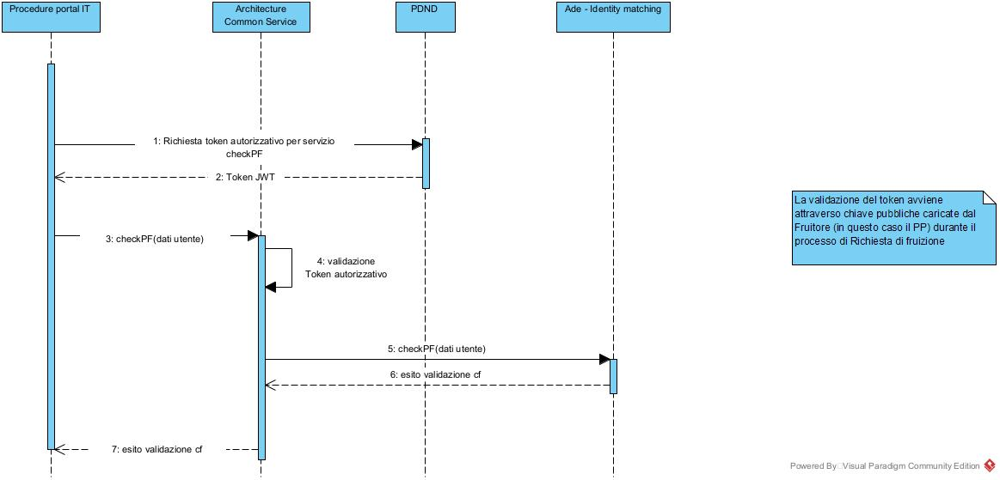 Procedure portal IT
Architecture
Common Service
PDND
Ade - Identity matching
1: Richiesta token autorizzativo per servizio
checkPF
2: Token JWT
La validazione del token avviene
attraverso chiave pubbliche caricate dal
Fruitore (in questo caso il PP) durante il
processo di Richiesta di fruizione
3: checkPF(dati utente)
4: validazione
Token autorizzativo
5: checkPF(dati utente)
6: esito validazione cf
7: esito validazione cf
Powered By Visual Paradigm Community Edition